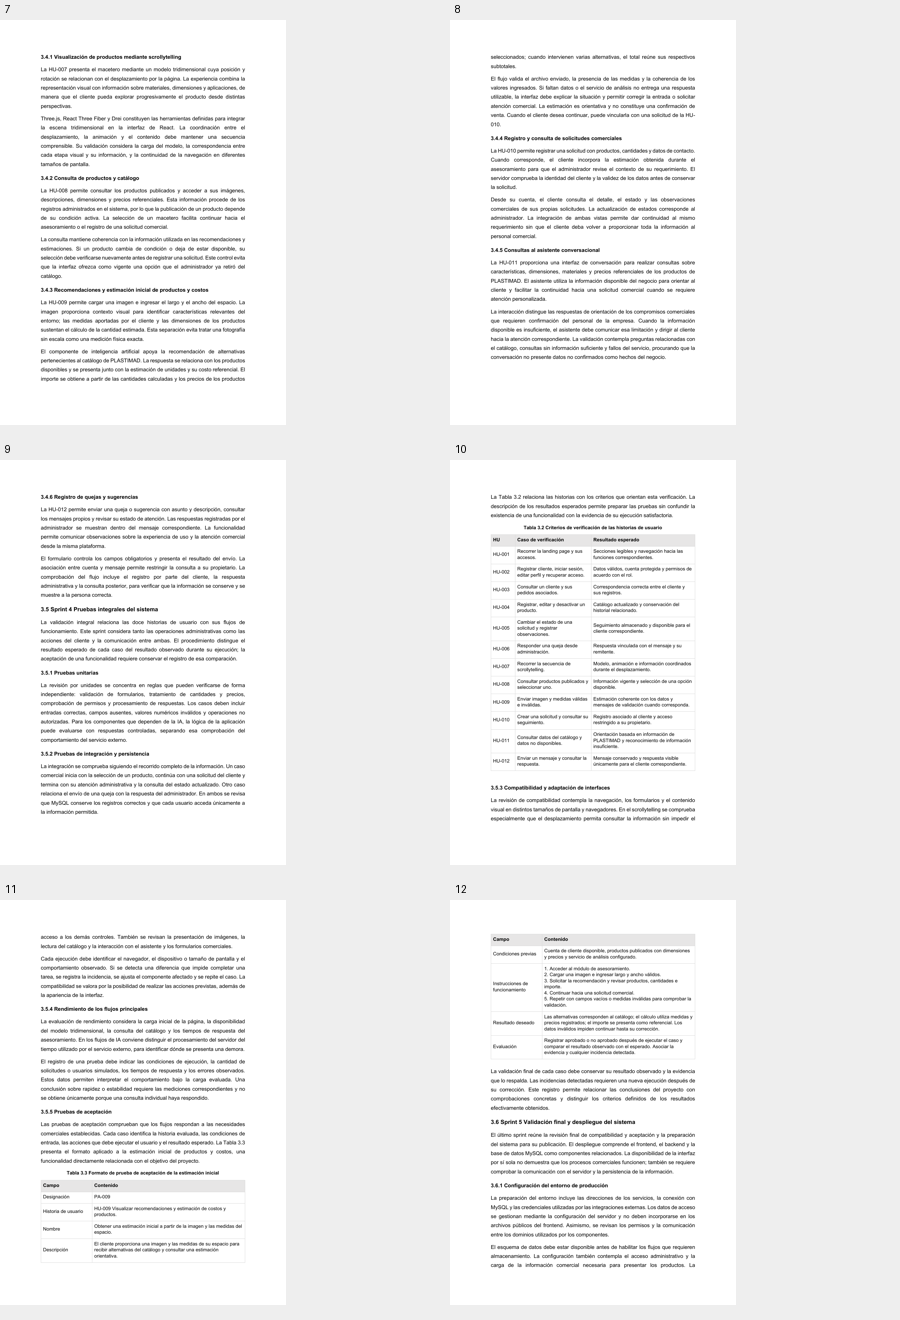 7
3.4.1 Visualización de productos mediante scrollytelling
La HU-007 presenta el macetero mediante un modelo tridimensional cuya posición y
rotación se relacionan con el desplazamiento por la página. La experiencia combina la
representación visual con información sobre materiales, dimensiones y aplicaciones, de
manera que el cliente pueda explorar progresivamente el producto desde distintas
perspectivas.
Three.js, React Three Fiber y Drei constituyen las herramientas definidas para integrar
la escena tridimensional en la interfaz de React. La coordinación entre el
desplazamiento, la animación y el contenido debe mantener una secuencia
comprensible. Su validación considera la carga del modelo, la correspondencia entre
cada etapa visual y su información, y la continuidad de la navegación en diferentes
tamaños de pantalla.
3.4.2 Consulta de productos y catálogo
La HU-008 permite consultar los productos publicados y acceder a sus imágenes,
descripciones, dimensiones y precios referenciales. Esta información procede de los
registros administrados en el sistema, por lo que la publicación de un producto depende
de su condición activa. La selección de un macetero facilita continuar hacia el
asesoramiento o el registro de una solicitud comercial.
La consulta mantiene coherencia con la información utilizada en las recomendaciones y
estimaciones. Si un producto cambia de condición o deja de estar disponible, su
selección debe verificarse nuevamente antes de registrar una solicitud. Este control evita
que la interfaz ofrezca como vigente una opción que el administrador ya retiró del
catálogo.
3.4.3 Recomendaciones y estimación inicial de productos y costos
La HU-009 permite cargar una imagen e ingresar el largo y el ancho del espacio. La
imagen proporciona contexto visual para identificar características relevantes del
entorno; las medidas aportadas por el cliente y las dimensiones de los productos
sustentan el cálculo de la cantidad estimada. Esta separación evita tratar una fotografía
sin escala como una medición física exacta.
El componente de inteligencia artificial apoya la recomendación de alternativas
pertenecientes al catálogo de PLASTIMAD. La respuesta se relaciona con los productos
disponibles y se presenta junto con la estimación de unidades y su costo referencial. El
importe se obtiene a partir de las cantidades calculadas y los precios de los productos
8
seleccionados; cuando intervienen varias alternativas, el total reúne sus respectivos
subtotales.
El flujo valida el archivo enviado, la presencia de las medidas y la coherencia de los
valores ingresados. Si faltan datos o el servicio de análisis no entrega una respuesta
utilizable, la interfaz debe explicar la situación y permitir corregir la entrada o solicitar
atención comercial. La estimación es orientativa y no constituye una confirmación de
venta. Cuando el cliente desea continuar, puede vincularla con una solicitud de la HU-
010.
3.4.4 Registro y consulta de solicitudes comerciales
La HU-010 permite registrar una solicitud con productos, cantidades y datos de contacto.
Cuando corresponde, el cliente incorpora la estimación obtenida durante el
asesoramiento para que el administrador revise el contexto de su requerimiento. El
servidor comprueba la identidad del cliente y la validez de los datos antes de conservar
la solicitud.
Desde su cuenta, el cliente consulta el detalle, el estado y las observaciones
comerciales de sus propias solicitudes. La actualización de estados corresponde al
administrador. La integración de ambas vistas permite dar continuidad al mismo
requerimiento sin que el cliente deba volver a proporcionar toda la información al
personal comercial.
3.4.5 Consultas al asistente conversacional
La HU-011 proporciona una interfaz de conversación para realizar consultas sobre
características, dimensiones, materiales y precios referenciales de los productos de
PLASTIMAD. El asistente utiliza la información disponible del negocio para orientar al
cliente y facilitar la continuidad hacia una solicitud comercial cuando se requiere
atención personalizada.
La interacción distingue las respuestas de orientación de los compromisos comerciales
que requieren confirmación del personal de la empresa. Cuando la información
disponible es insuficiente, el asistente debe comunicar esa limitación y dirigir al cliente
hacia la atención correspondiente. La validación contempla preguntas relacionadas con
el catálogo, consultas sin información suficiente y fallos del servicio, procurando que la
conversación no presente datos no confirmados como hechos del negocio.
9
3.4.6 Registro de quejas y sugerencias
La HU-012 permite enviar una queja o sugerencia con asunto y descripción, consultar
los mensajes propios y revisar su estado de atención. Las respuestas registradas por el
administrador se muestran dentro del mensaje correspondiente. La funcionalidad
permite comunicar observaciones sobre la experiencia de uso y la atención comercial
desde la misma plataforma.
El formulario controla los campos obligatorios y presenta el resultado del envío. La
asociación entre cuenta y mensaje permite restringir la consulta a su propietario. La
comprobación del flujo incluye el registro por parte del cliente, la respuesta
administrativa y la consulta posterior, para verificar que la información se conserve y se
muestre a la persona correcta.
3.5 Sprint 4 Pruebas integrales del sistema
La validación integral relaciona las doce historias de usuario con sus flujos de
funcionamiento. Este sprint considera tanto las operaciones administrativas como las
acciones del cliente y la comunicación entre ambas. El procedimiento distingue el
resultado esperado de cada caso del resultado observado durante su ejecución; la
aceptación de una funcionalidad requiere conservar el registro de esa comparación.
3.5.1 Pruebas unitarias
La revisión por unidades se concentra en reglas que pueden verificarse de forma
independiente: validación de formularios, tratamiento de cantidades y precios,
comprobación de permisos y procesamiento de respuestas. Los casos deben incluir
entradas correctas, campos ausentes, valores numéricos inválidos y operaciones no
autorizadas. Para los componentes que dependen de la IA, la lógica de la aplicación
puede evaluarse con respuestas controladas, separando esa comprobación del
comportamiento del servicio externo.
3.5.2 Pruebas de integración y persistencia
La integración se comprueba siguiendo el recorrido completo de la información. Un caso
comercial inicia con la selección de un producto, continúa con una solicitud del cliente y
termina con su atención administrativa y la consulta del estado actualizado. Otro caso
relaciona el envío de una queja con la respuesta del administrador. En ambos se revisa
que MySQL conserve los registros correctos y que cada usuario acceda únicamente a
la información permitida.
10
La Tabla 3.2 relaciona las historias con los criterios que orientan esta verificación. La
descripción de los resultados esperados permite preparar las pruebas sin confundir la
existencia de una funcionalidad con la evidencia de su ejecución satisfactoria.
Tabla 3.2 Criterios de verificación de las historias de usuario
HU Caso de verificación Resultado esperado
HU-001 Recorrer la landing page y sus accesos. Secciones legibles y navegación hacia las funciones correspondientes.
HU-002 Registrar cliente, iniciar sesión, editar perfil y recuperar acceso. Datos válidos, cuenta protegida y permisos de acuerdo con el rol.
HU-003 Consultar un cliente y sus pedidos asociados. Correspondencia correcta entre el cliente y sus registros.
HU-004 Registrar, editar y desactivar un producto. Catálogo actualizado y conservación del historial relacionado.
HU-005 Cambiar el estado de una solicitud y registrar observaciones. Seguimiento almacenado y disponible para el cliente correspondiente.
HU-006 Responder una queja desde administración. Respuesta vinculada con el mensaje y su remitente.
HU-007 Recorrer la secuencia de scrollytelling. Modelo, animación e información coordinados durante el desplazamiento.
HU-008 Consultar productos publicados y seleccionar uno. Información vigente y selección de una opción disponible.
HU-009 Enviar imagen y medidas válidas e inválidas. Estimación coherente con los datos y mensajes de validación cuando corresponda.
HU-010 Crear una solicitud y consultar su seguimiento. Registro asociado al cliente y acceso restringido a su propietario.
HU-011 Consultar datos del catálogo y datos no disponibles. Orientación basada en información de PLASTIMAD y reconocimiento de información insuficiente.
HU-012 Enviar un mensaje y consultar la respuesta. Mensaje conservado y respuesta visible únicamente para el cliente correspondiente.
3.5.3 Compatibilidad y adaptación de interfaces
La revisión de compatibilidad contempla la navegación, los formularios y el contenido
visual en distintos tamaños de pantalla y navegadores. En el scrollytelling se comprueba
especialmente que el desplazamiento permita consultar la información sin impedir el
11
acceso a los demás controles. También se revisan la presentación de imágenes, la
lectura del catálogo y la interacción con el asistente y los formularios comerciales.
Cada ejecución debe identificar el navegador, el dispositivo o tamaño de pantalla y el
comportamiento observado. Si se detecta una diferencia que impide completar una
tarea, se registra la incidencia, se ajusta el componente afectado y se repite el caso. La
compatibilidad se valora por la posibilidad de realizar las acciones previstas, además de
la apariencia de la interfaz.
3.5.4 Rendimiento de los flujos principales
La evaluación de rendimiento considera la carga inicial de la página, la disponibilidad
del modelo tridimensional, la consulta del catálogo y los tiempos de respuesta del
asesoramiento. En los flujos de IA conviene distinguir el procesamiento del servidor del
tiempo utilizado por el servicio externo, para identificar dónde se presenta una demora.
El registro de una prueba debe indicar las condiciones de ejecución, la cantidad de
solicitudes o usuarios simulados, los tiempos de respuesta y los errores observados.
Estos datos permiten interpretar el comportamiento bajo la carga evaluada. Una
conclusión sobre rapidez o estabilidad requiere las mediciones correspondientes y no
se obtiene únicamente porque una consulta individual haya respondido.
3.5.5 Pruebas de aceptación
Las pruebas de aceptación comprueban que los flujos respondan a las necesidades
comerciales establecidas. Cada caso identifica la historia evaluada, las condiciones de
entrada, las acciones que debe ejecutar el usuario y el resultado esperado. La Tabla 3.3
presenta el formato aplicado a la estimación inicial de productos y costos, una
funcionalidad directamente relacionada con el objetivo del proyecto.
Tabla 3.3 Formato de prueba de aceptación de la estimación inicial
Campo Contenido
Designación PA-009
Historia de usuario HU-009 Visualizar recomendaciones y estimación de costos y productos.
Nombre Obtener una estimación inicial a partir de la imagen y las medidas del espacio.
Descripción El cliente proporciona una imagen y las medidas de su espacio para recibir alternativas del catálogo y consultar una estimación orientativa.
12
Campo Contenido
Condiciones previas Cuenta de cliente disponible, productos publicados con dimensiones y precios y servicio de análisis configurado.
Instrucciones de funcionamiento
1. Acceder al módulo de asesoramiento.
2. Cargar una imagen e ingresar largo y ancho válidos.
3. Solicitar la recomendación y revisar productos, cantidades e importe.
4. Continuar hacia una solicitud comercial.
5. Repetir con campos vacíos o medidas inválidas para comprobar la validación.
Resultado deseado Las alternativas corresponden al catálogo; el cálculo utiliza medidas y precios registrados; el importe se presenta como referencial. Los datos inválidos impiden continuar hasta su corrección.
Evaluación Registrar aprobado o no aprobado después de ejecutar el caso y comparar el resultado observado con el esperado. Asociar la evidencia y cualquier incidencia detectada.
La validación final de cada caso debe conservar su resultado observado y la evidencia
que lo respalda. Las incidencias detectadas requieren una nueva ejecución después de
su corrección. Este registro permite relacionar las conclusiones del proyecto con
comprobaciones concretas y distinguir los criterios definidos de los resultados
efectivamente obtenidos.
3.6 Sprint 5 Validación final y despliegue del sistema
El último sprint reúne la revisión final de compatibilidad y aceptación y la preparación
del sistema para su publicación. El despliegue comprende el frontend, el backend y la
base de datos MySQL como componentes relacionados. La disponibilidad de la interfaz
por sí sola no demuestra que los procesos comerciales funcionen; también se requiere
comprobar la comunicación con el servidor y la persistencia de la información.
3.6.1 Configuración del entorno de producción
La preparación del entorno incluye las direcciones de los servicios, la conexión con
MySQL y las credenciales utilizadas por las integraciones externas. Los datos de acceso
se gestionan mediante la configuración del servidor y no deben incorporarse en los
archivos públicos del frontend. Asimismo, se revisan los permisos y la comunicación
entre los dominios utilizados por los componentes.
El esquema de datos debe estar disponible antes de habilitar los flujos que requieren
almacenamiento. La configuración también contempla el acceso administrativo y la
carga de la información comercial necesaria para presentar los productos. La